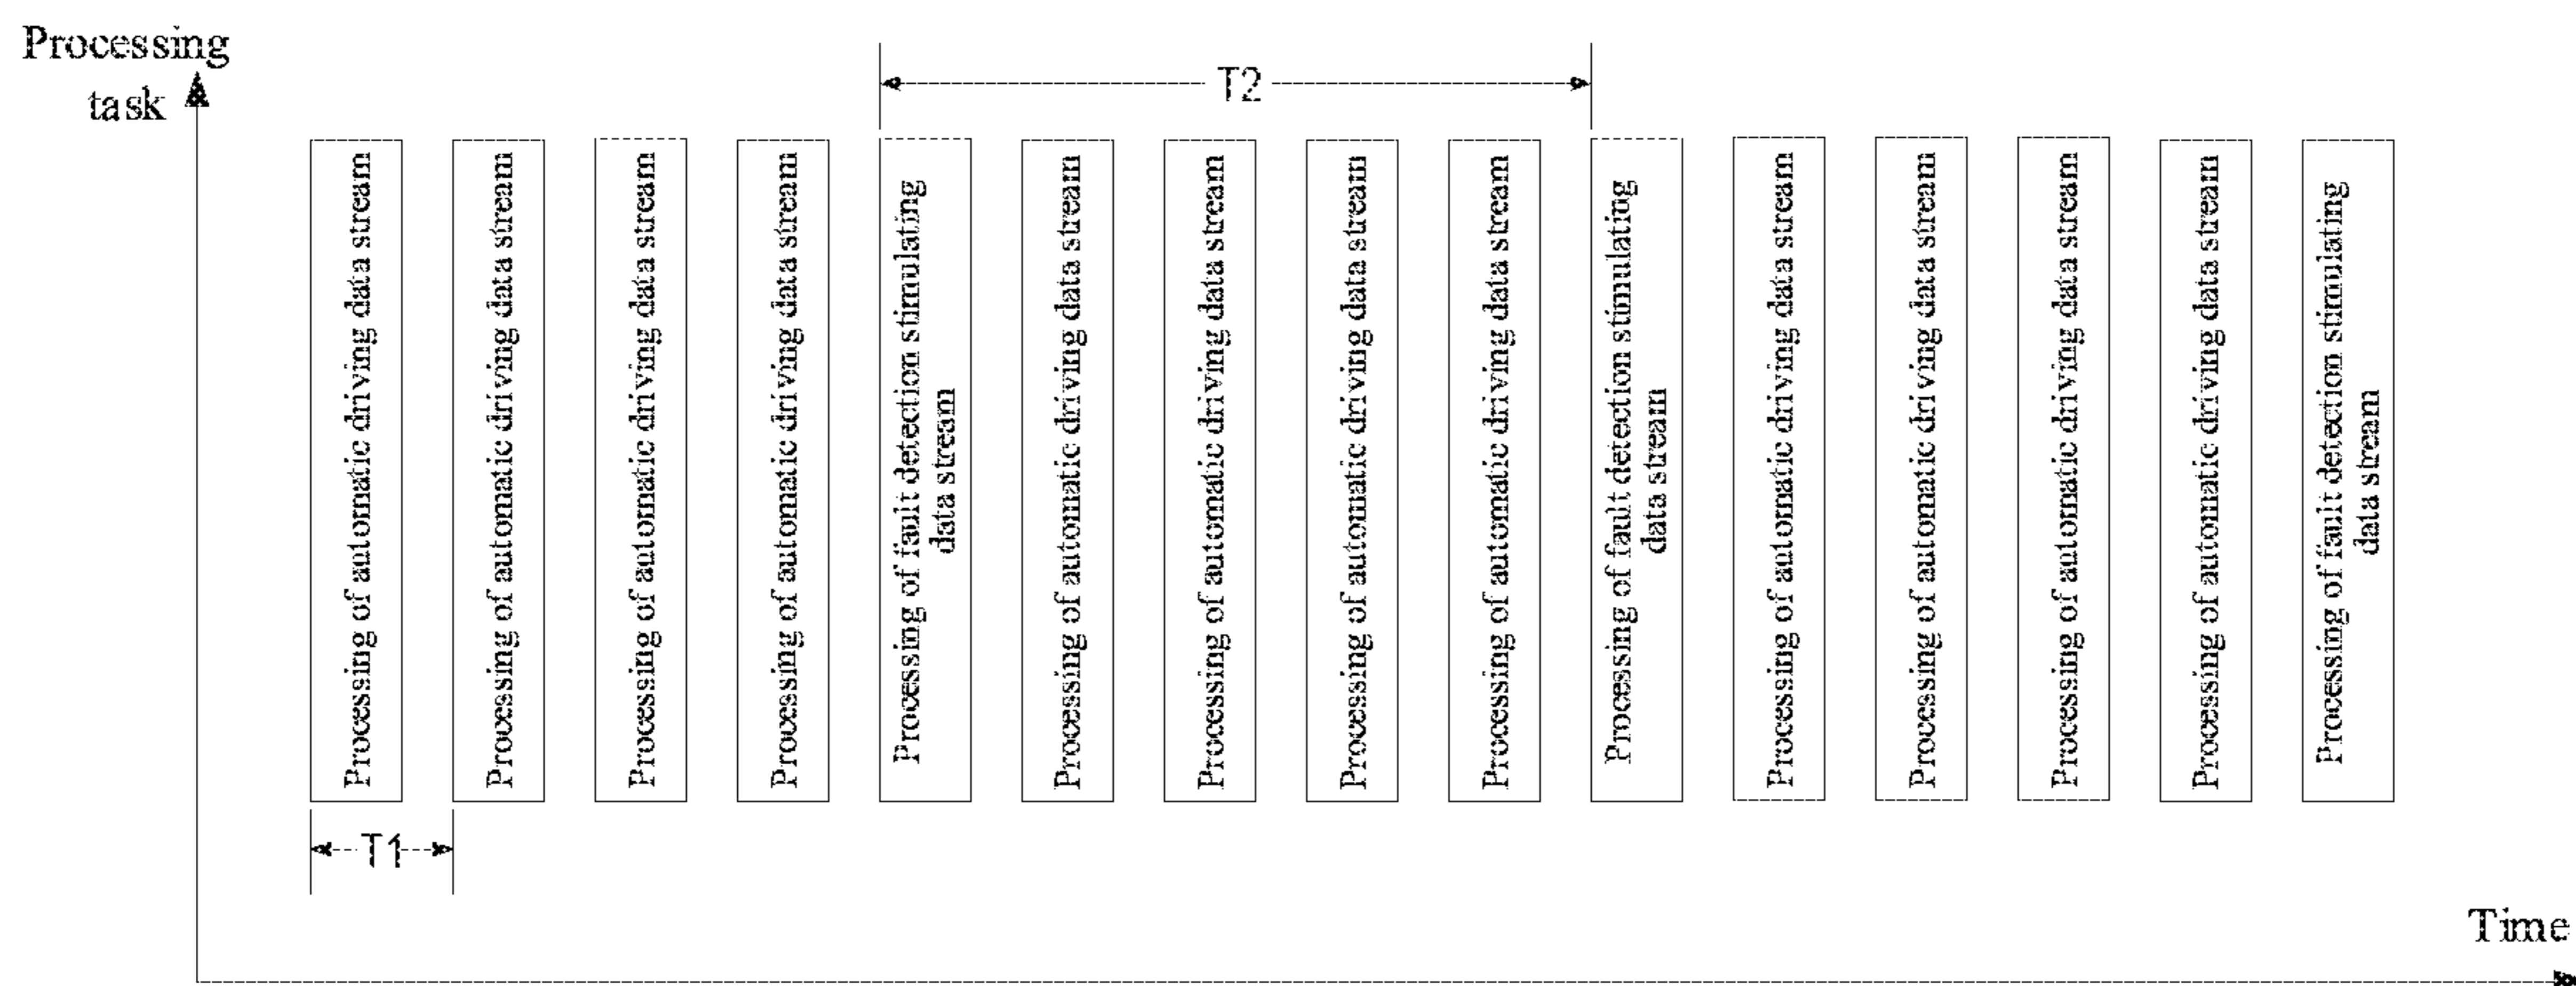 Processing
task
T2
Processing of automatic driving data stream
Processing of automatic driving data stream
Processing of automatic driving data stream
Processing of automatic driving data stream
Processing of fault detection stimulating
data stream
Processing of automatic driving data stream
Processing of automatic driving data stream
Processing of automatic driving data stream
Processing of automatic driving data stream
Processing of fault detection stimulating
data stream
Processing of automatic driving data stream
Processing of automatic driving data stream
Processing of automatic driving data stream
Processing of automatic driving data stream
Processing of fault detection stimulating
data stream
T1
Time